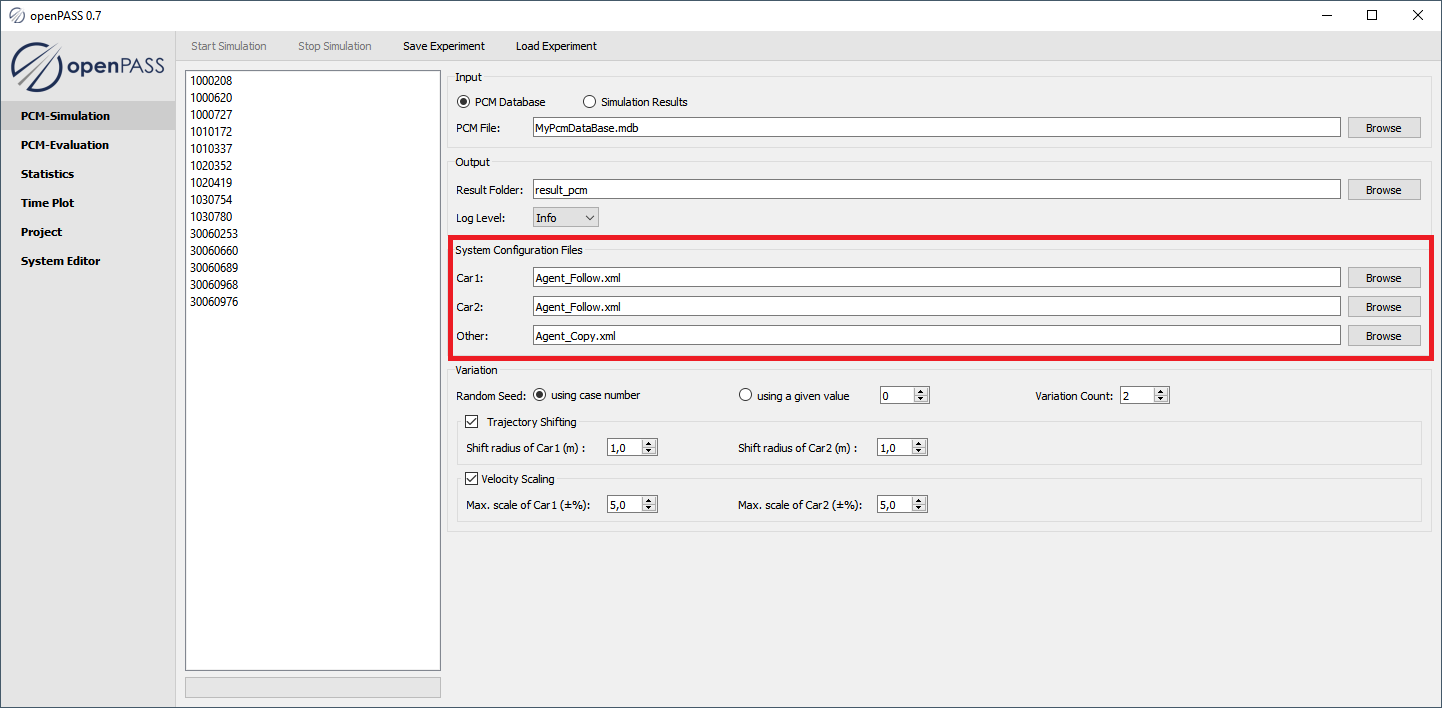 openPASS 0.7
openPASS
Start Simulation Stop Simulation Save Experiment Load Experiment
PCM-Simulation
PCM-Evaluation
Statistics
Time Plot
Project
System Editor
1000208
1000620
1000727
1010172
1010337
1020352
1020419
1030754
1030780
30060253
30060660
30060689
30060968
30060976
Input
PCM Database Simulation Results
PCM File: MyPcmDataBase.mdb Browse
Output
Result Folder: result_pcm Browse
Log Level: Info
System Configuration Files
Car1: Agent_Follow.xml Browse
Car2: Agent_Follow.xml Browse
Other: Agent_Copy.xml Browse
Variation
Random Seed: using case number using a given value 0 Variation Count: 2
Trajectory Shifting
Shift radius of Car1 (m) : 1,0 Shift radius of Car2 (m) : 1,0
Velocity Scaling
Max. scale of Car1 (±%): 5,0 Max. scale of Car2 (±%): 5,0